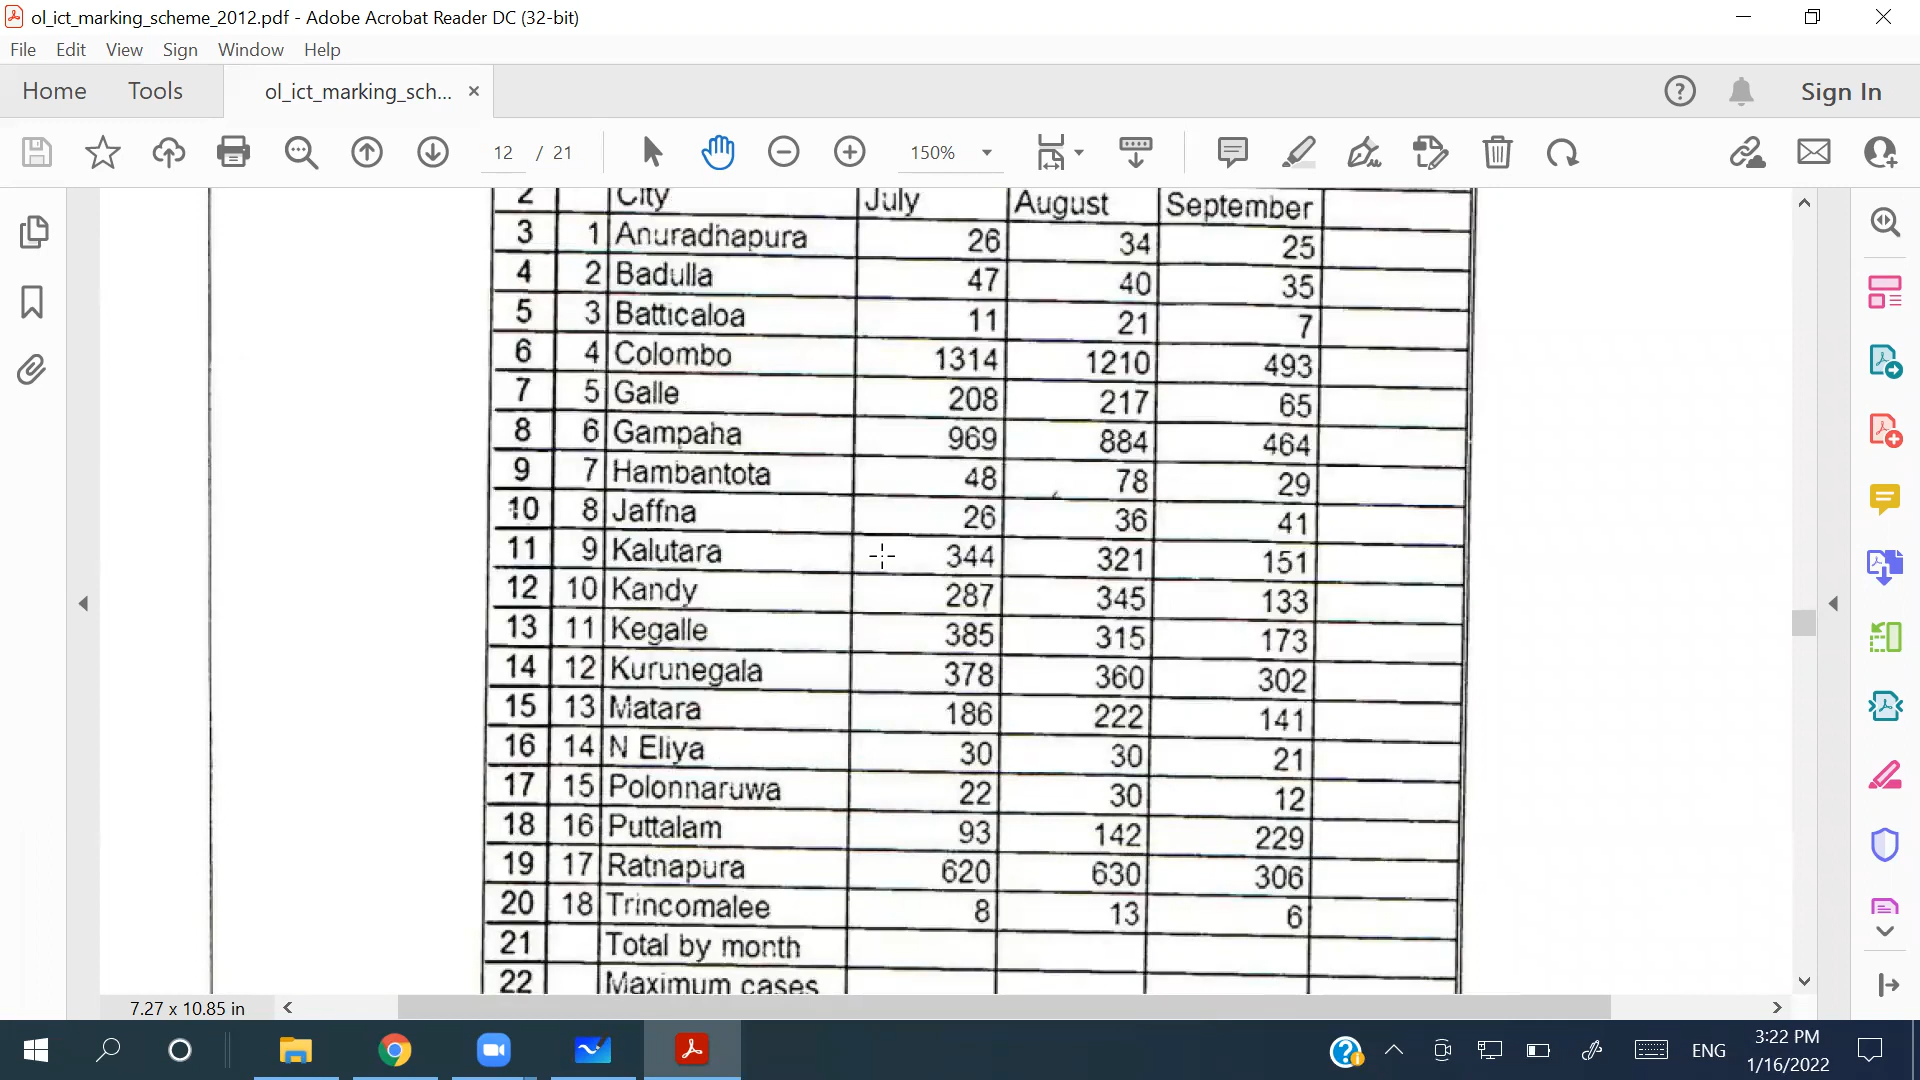 ol_ict_marking_scheme_2012.pdf - Adobe Acrobat Reader DC (32-bit)
File Edit View Sign Window Help
Home Tools ol_ict_marking_sch... × Sign In
12 / 21 150%
2 City July August September
3 1 Anuradhapura 26 34 25
4 2 Badulla 47 40 35
5 3 Batticaloa 11 21 7
6 4 Colombo 1314 1210 493
7 5 Galle 208 217 65
8 6 Gampaha 969 884 464
9 7 Hambantota 48 78 29
10 8 Jaffna 26 36 41
11 9 Kalutara 344 321 151
12 10 Kandy 287 345 133
13 11 Kegalle 385 315 173
14 12 Kurunegala 378 360 302
15 13 Matara 186 222 141
16 14 N Eliya 30 30 21
17 15 Polonnaruwa 22 30 12
18 16 Puttalam 93 142 229
19 17 Ratnapura 620 630 306
20 18 Trincomalee 8 13 6
21 Total by month
22 Maximum cases
7.27 x 10.85 in
ENG 3:22 PM
1/16/2022